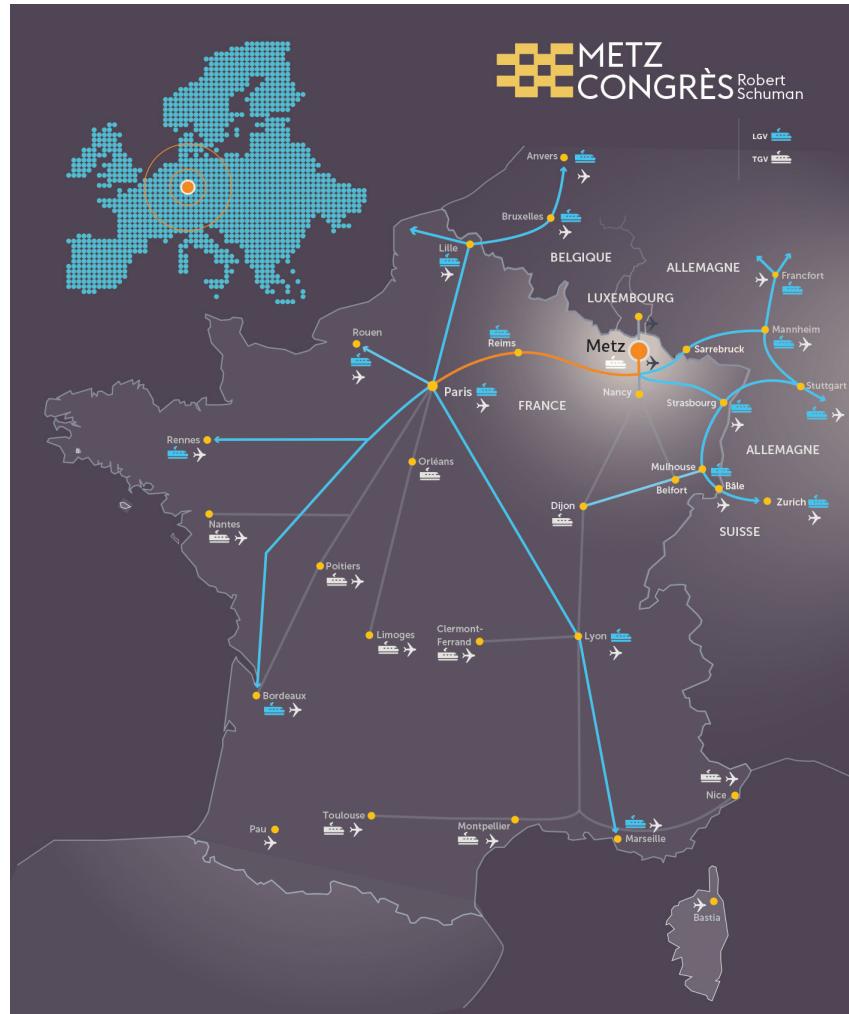 METZ
CONGRÈS Robert
Schuman
LGV
TGV
Anvers
Bruxelles
Lille
BELGIQUE
ALLEMAGNE
Francfort
LUXEMBOURG
Rouen
Reims
Metz
Sarrebruck
Mannheim
Paris
Nancy
Strasbourg
Stuttgart
FRANCE
Rennes
Orléans
ALLEMAGNE
Mulhouse
Belfort
Bâle
Zurich
Dijon
Nantes
SUISSE
Poitiers
Limoges
Clermont-
Ferrand
Lyon
Bordeaux
Nice
Toulouse
Pau
Montpellier
Marseille
Bastia